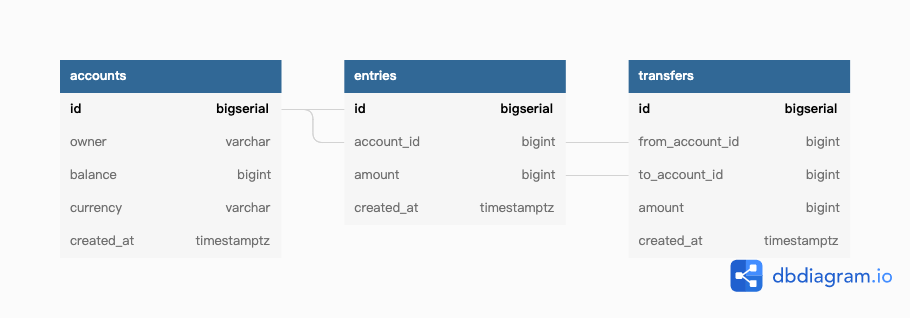 accounts
id bigserial
owner varchar
balance bigint
currency varchar
created_at timestamptz
entries
id bigserial
account_id bigint
amount bigint
created_at timestamptz
transfers
id bigserial
from_account_id bigint
to_account_id bigint
amount bigint
created_at timestamptz
dbdiagram.io